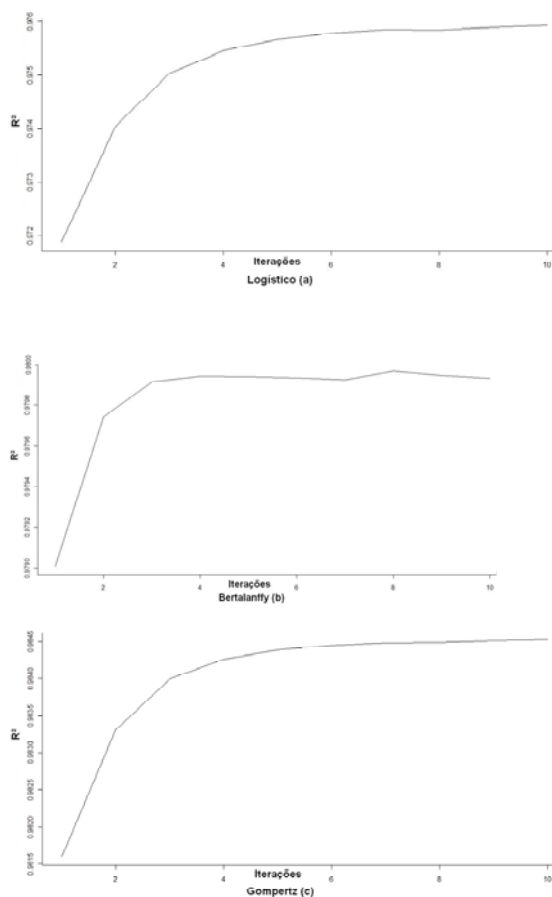 0.976
0.975
0.974
0.973
0.972
R²
2 4 6 8 10
Iterações
Logístico (a)
0.9800
0.9798
0.9796
0.9794
0.9792
0.9790
R²
2 4 6 8 10
Iterações
Bertalanffy (b)
0.9845
0.9840
0.9835
0.9830
0.9825
0.9820
0.9815
R²
2 4 6 8 10
Iterações
Gompertz (c)